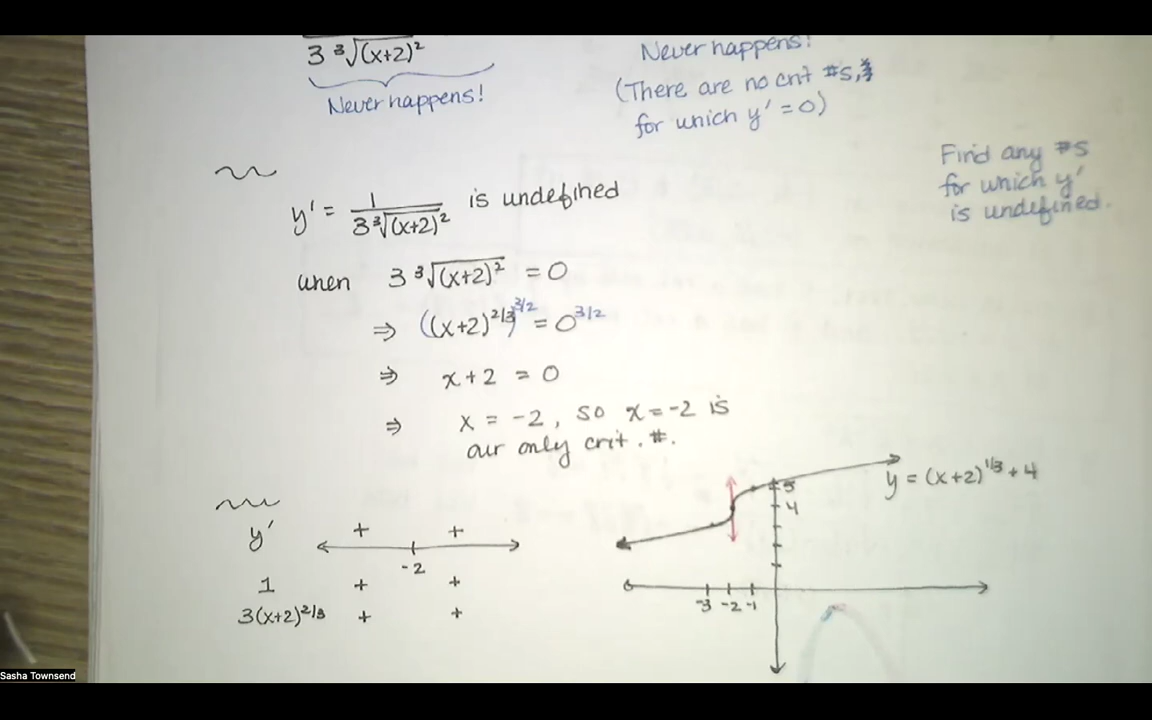 3 ∛(x+2)²
Never happens!
Never happens!
(There are no crit #s,
for which y' = 0)
Find any #s
for which y'
is undefined.
y' = 1 / 3∛(x+2)² is undefined
when 3 ∛(x+2)² = 0
⇒ ((x+2)^2/3)^3/2 = 0^3/2
⇒ x+2 = 0
⇒ x = -2, so x = -2 is
our only crit. #.
y' + +
-2
1 + +
3(x+2)^2/3 + +
y = (x+2)^1/3 + 4
5
4
-3 -2 -1
Sasha Townsend